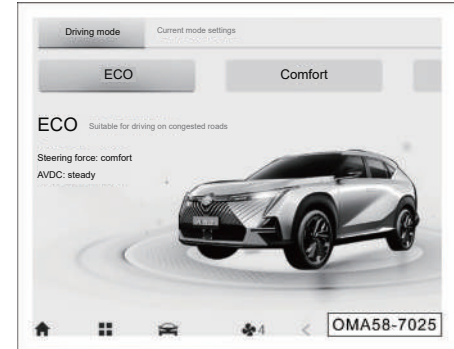 Driving mode Current mode settings
ECO Comfort
ECO Suitable for driving on congested roads
Steering force: comfort
AVDC: steady
4
OMA58-7025